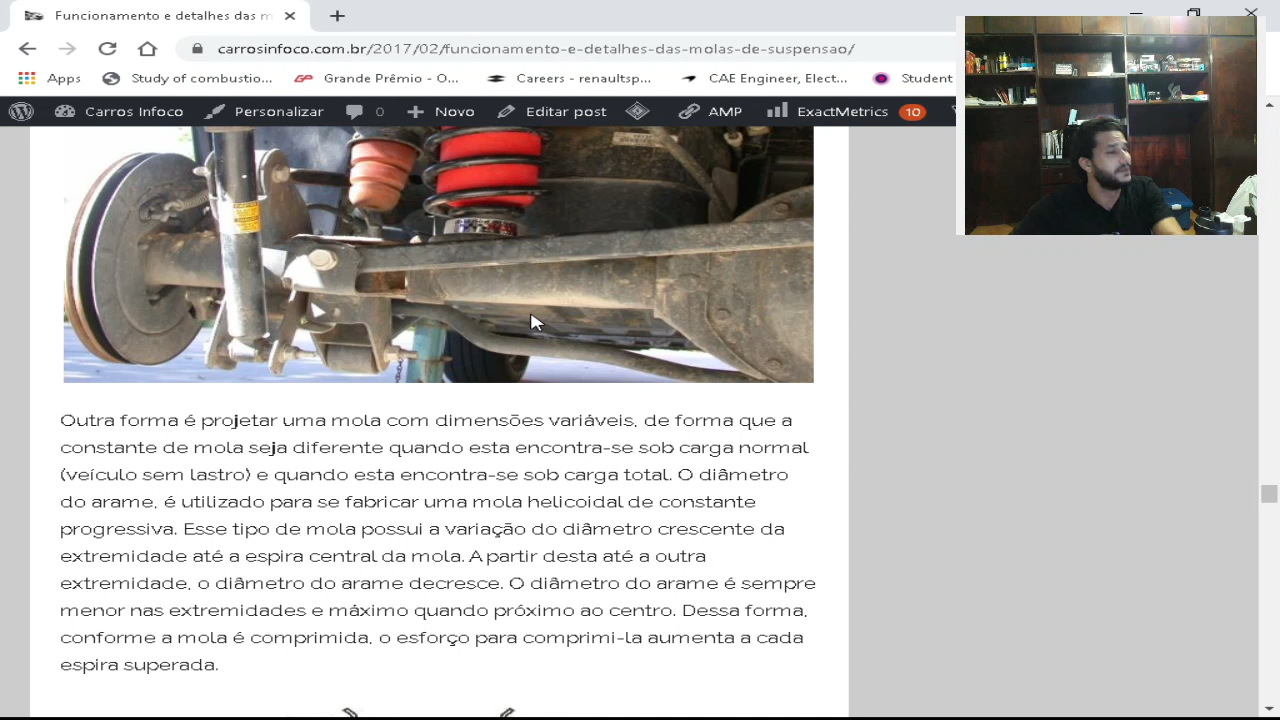 Funcionamento e detalhes das m
carrosinfoco.com.br/2017/02/funcionamento-e-detalhes-das-molas-de-suspensao/
Apps Study of combustio... Grande Prêmio - O... Careers - renaultsp... CAE Engineer, Elect... Student
Carros Infoco Personalizar 0 Novo Editar post AMP ExactMetrics 10
Outra forma é projetar uma mola com dimensões variáveis, de forma que a
constante de mola seja diferente quando esta encontra-se sob carga normal
(veículo sem lastro) e quando esta encontra-se sob carga total. O diâmetro
do arame, é utilizado para se fabricar uma mola helicoidal de constante
progressiva. Esse tipo de mola possui a variação do diâmetro crescente da
extremidade até a espira central da mola. A partir desta até a outra
extremidade, o diâmetro do arame decresce. O diâmetro do arame é sempre
menor nas extremidades e máximo quando próximo ao centro. Dessa forma,
conforme a mola é comprimida, o esforço para comprimi-la aumenta a cada
espira superada.